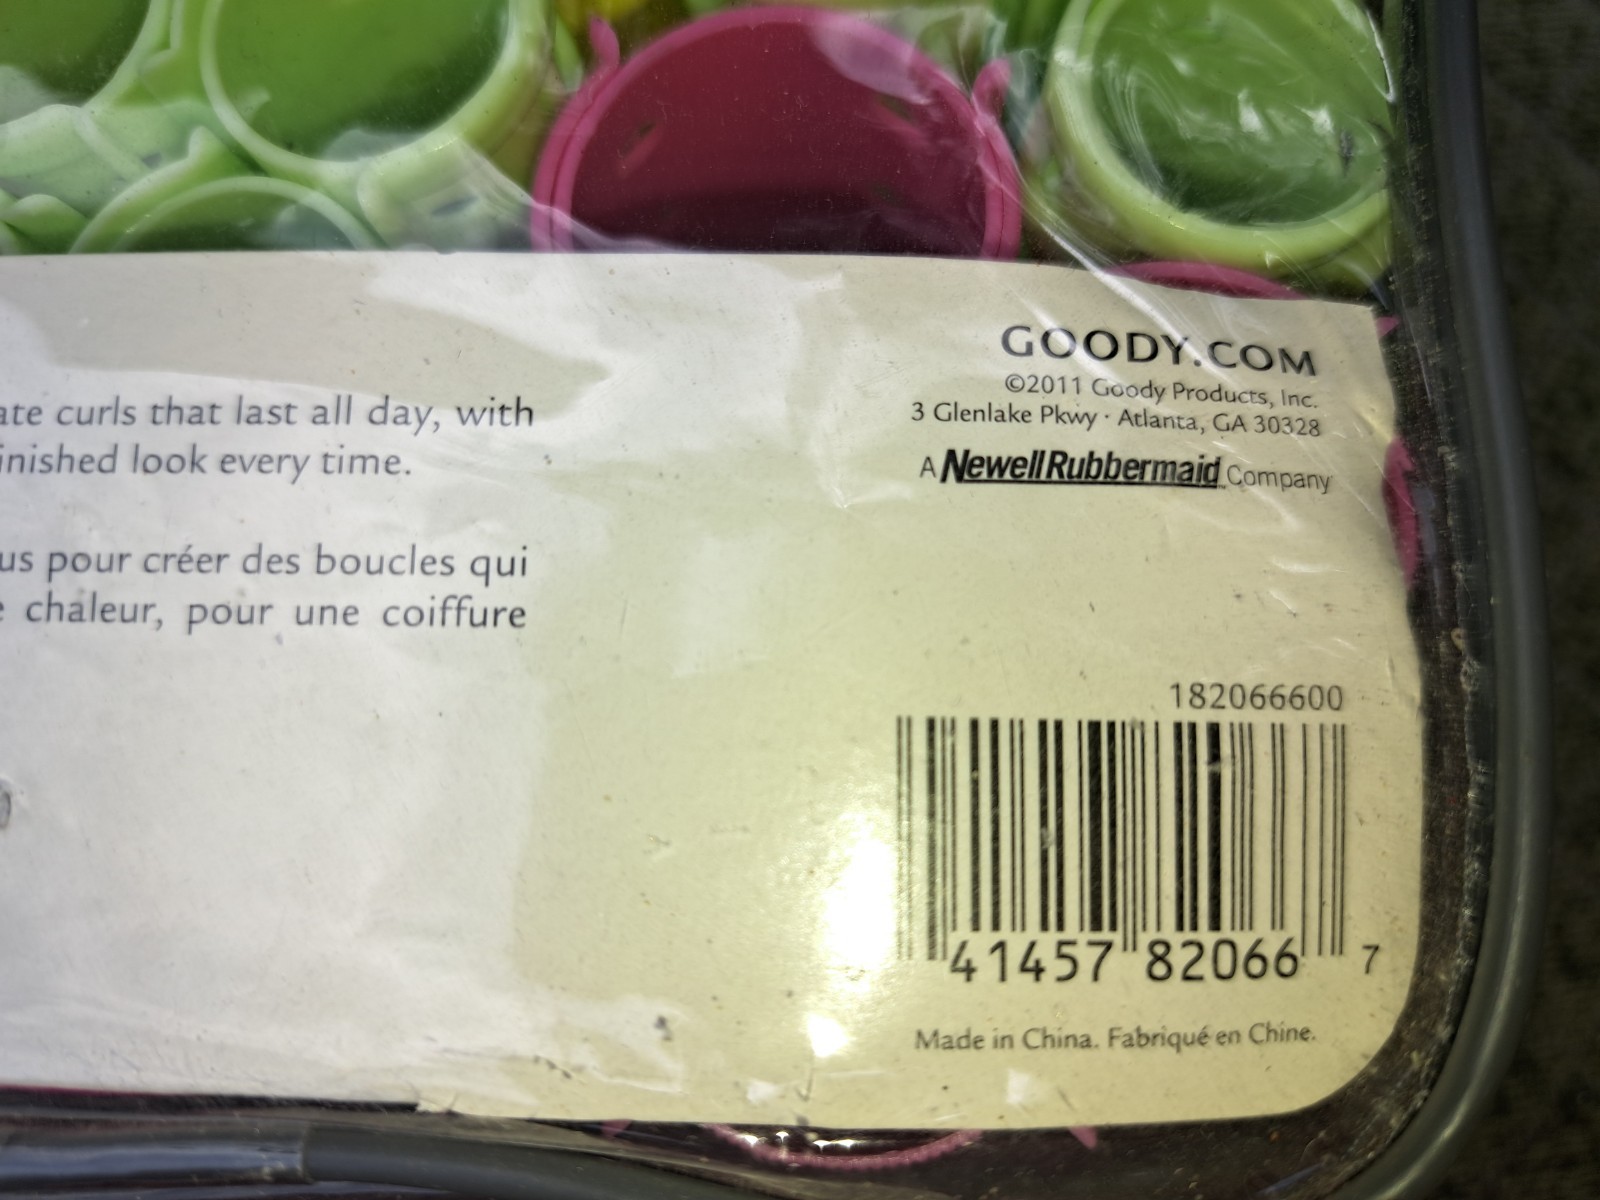 GOODY.COM
©2011 Goody Products, Inc.
3 Glenlake Pkwy · Atlanta, GA 30328
A NewellRubbermaid Company
ate curls that last all day, with
inished look every time.
us pour créer des boucles qui
e chaleur, pour une coiffure
182066600
41457 82066 7
Made in China. Fabriqué en Chine.